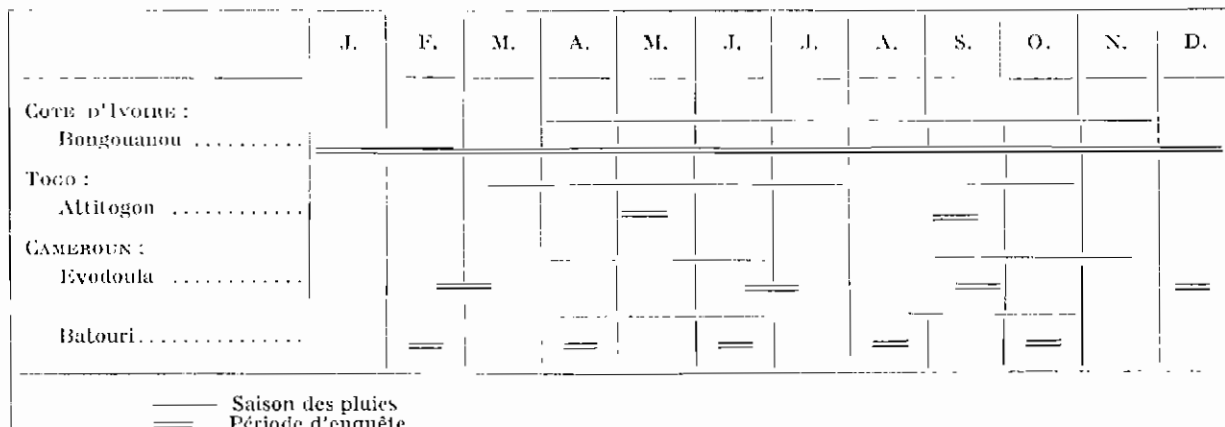 J. F. M. A. M. J. J. A. S. O. N. D.
COTE D'IVOIRE :
Bongouanou ..........
TOGO :
Attitogon ............
CAMEROUN :
Evodoula ............
Batouri...............
Saison des pluies
Période d'enquête